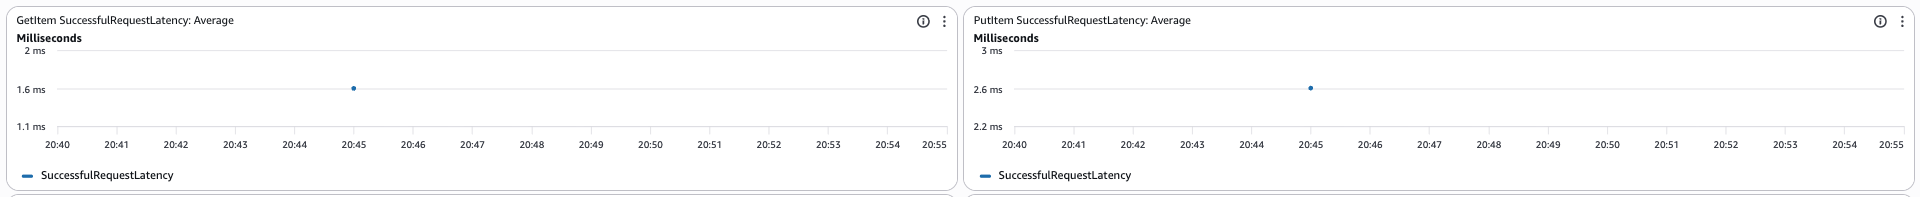 GetItem SuccessfulRequestLatency: Average
Milliseconds
2 ms
1.6 ms
1.1 ms
20:40 20:41 20:42 20:43 20:44 20:45 20:46 20:47 20:48 20:49 20:50 20:51 20:52 20:53 20:54 20:55
SuccessfulRequestLatency
PutItem SuccessfulRequestLatency: Average
Milliseconds
3 ms
2.6 ms
2.2 ms
20:40 20:41 20:42 20:43 20:44 20:45 20:46 20:47 20:48 20:49 20:50 20:51 20:52 20:53 20:54 20:55
SuccessfulRequestLatency